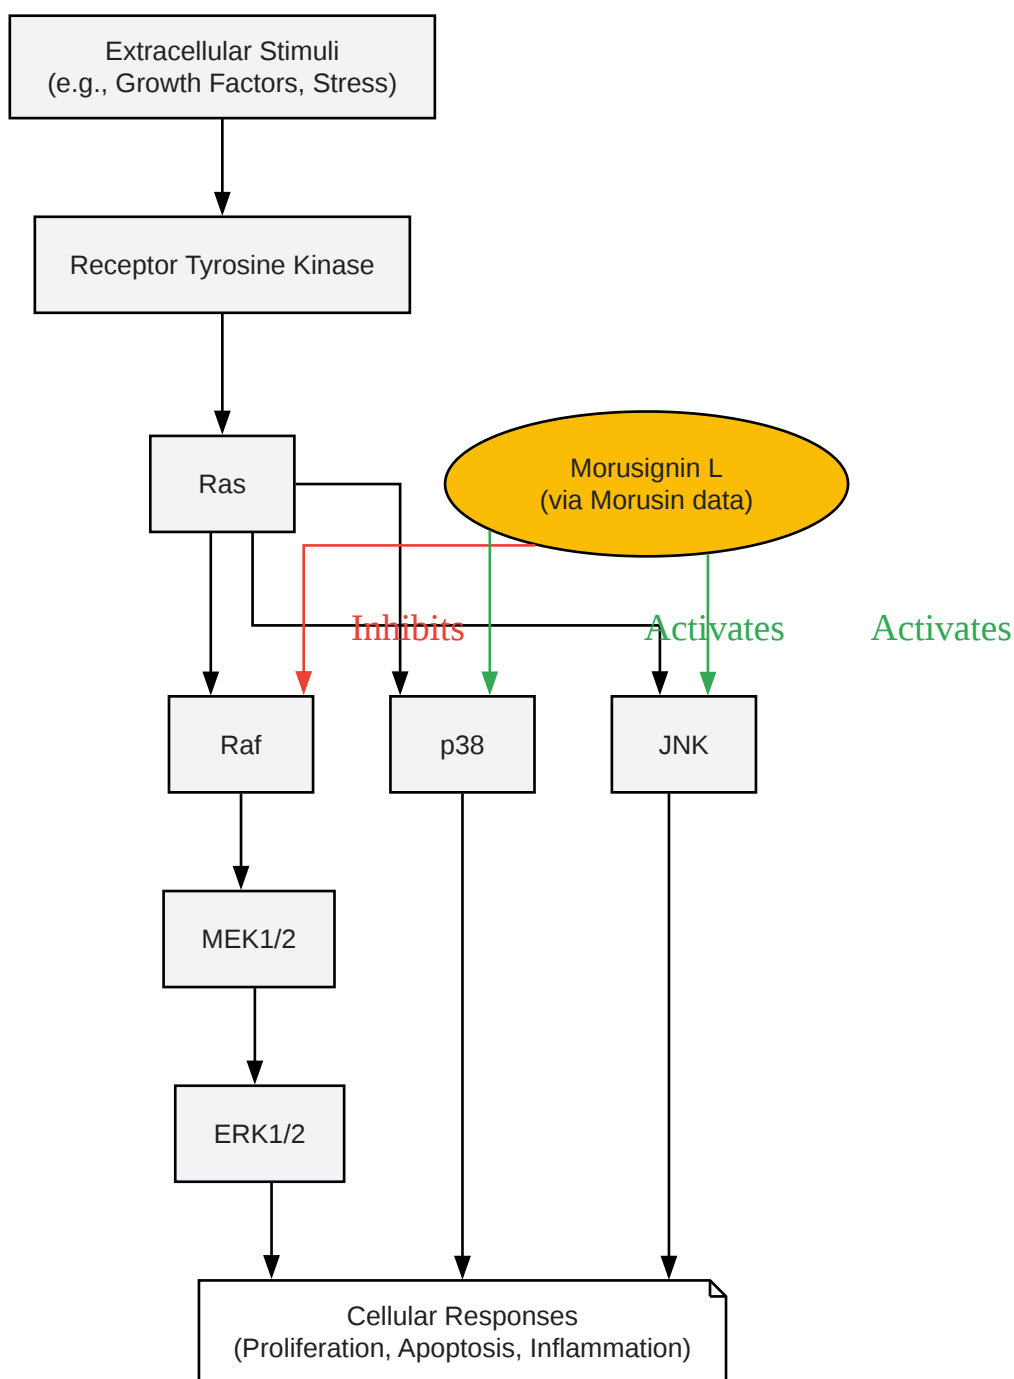 Extracellular Stimuli
(e.g., Growth Factors, Stress)
Receptor Tyrosine Kinase
Ras
Morusignin L
(via Morusin data)
Inhibits
Activates
Activates
Raf
p38
JNK
MEK1/2
ERK1/2
Cellular Responses
(Proliferation, Apoptosis, Inflammation)